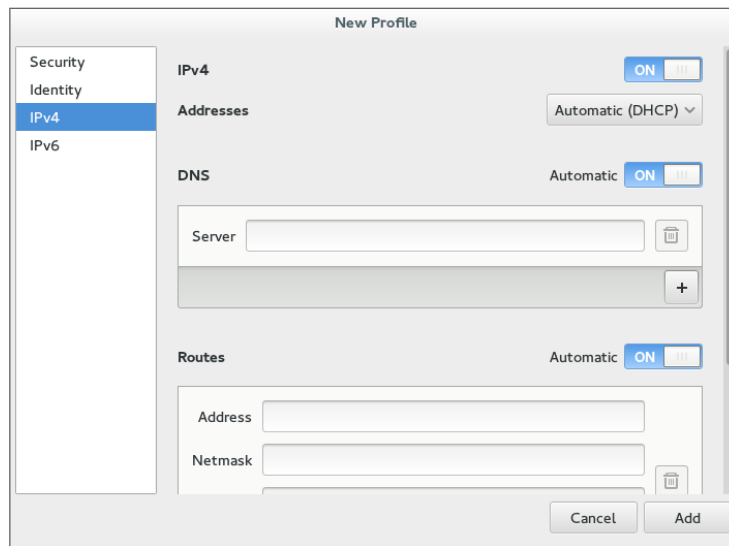 New Profile
Security
Identity
IPv4
IPv6
IPv4 ON
Addresses Automatic (DHCP)
DNS Automatic ON
Server
+
Routes Automatic ON
Address
Netmask
Cancel Add